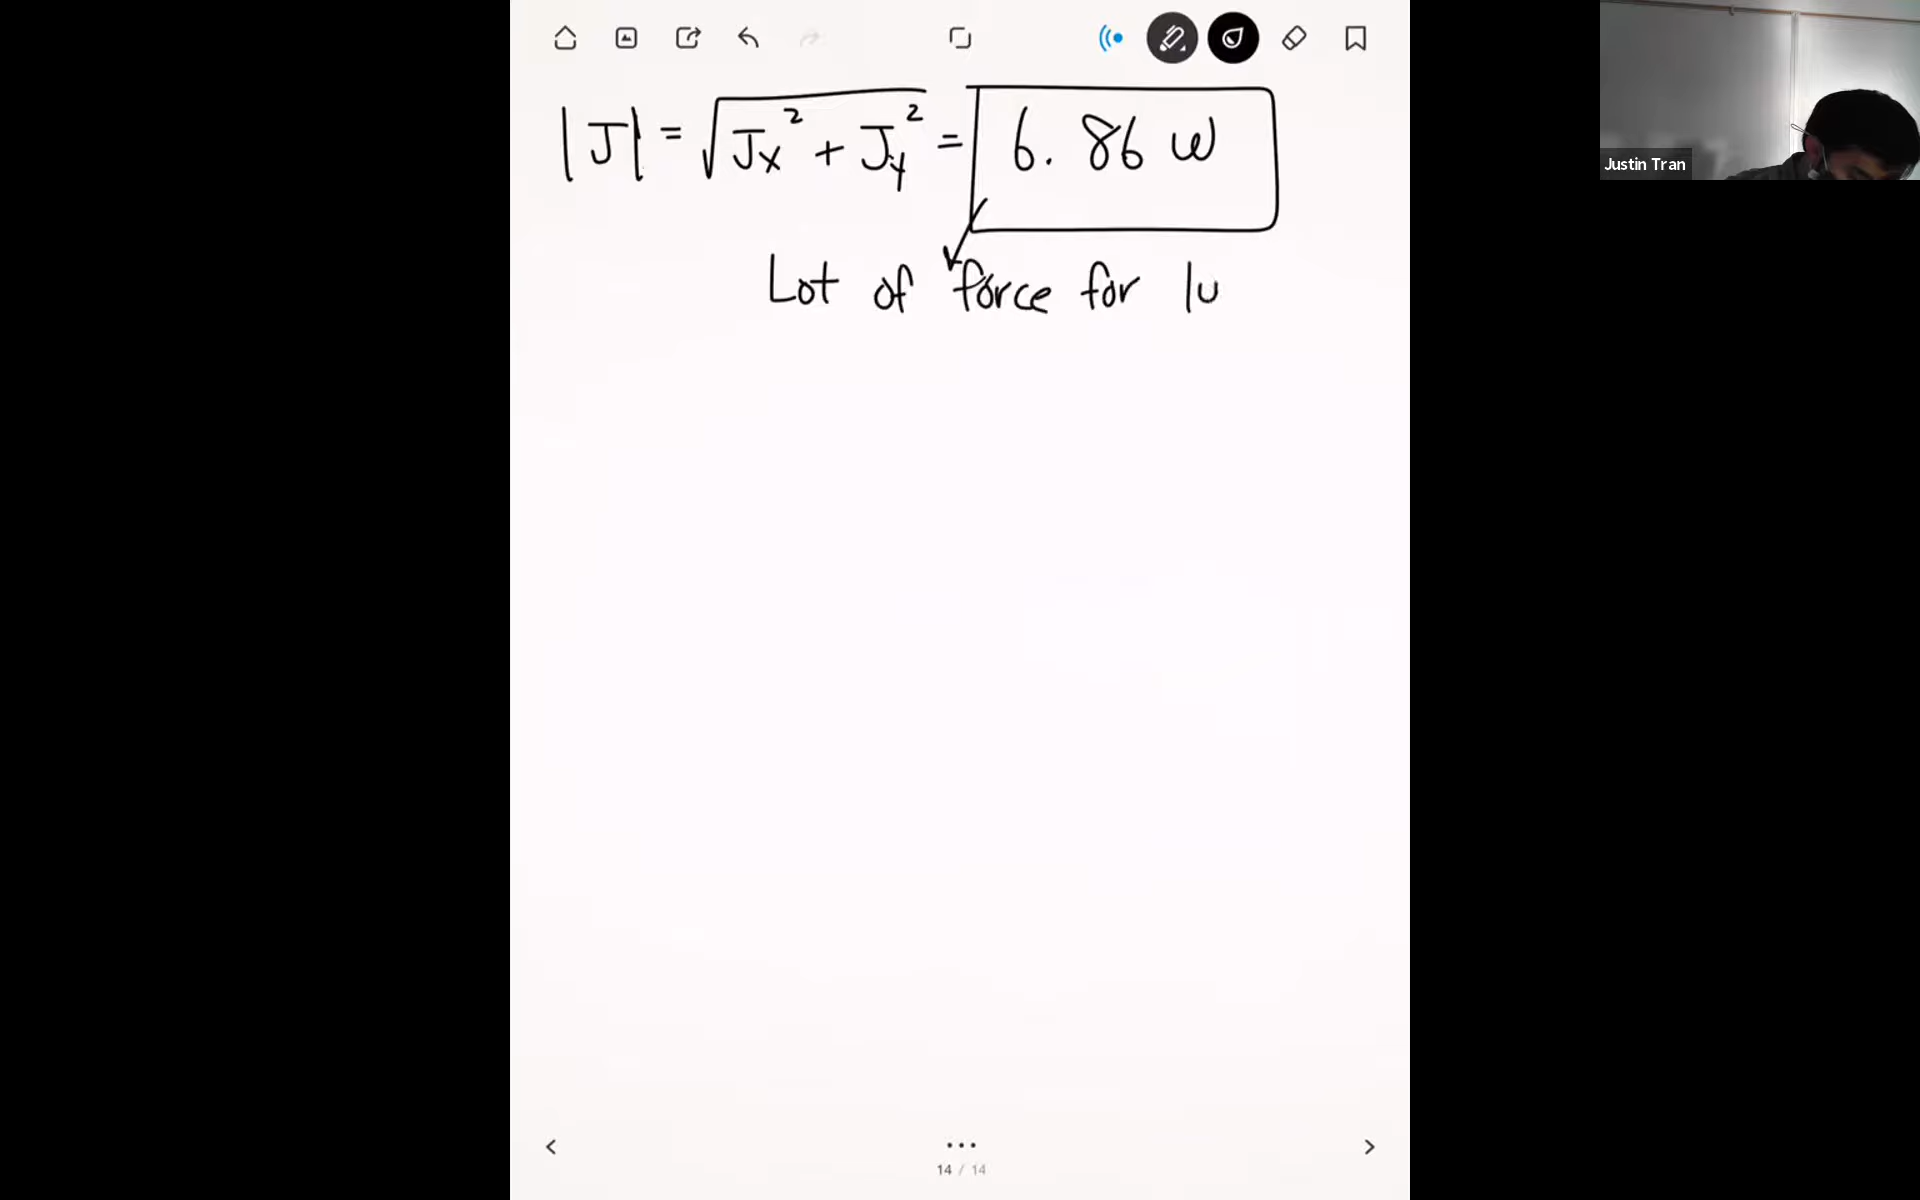 |J| = √Jx² + Jy² = 6.86 W
Lot of force for lu
Justin Tran
14 / 14